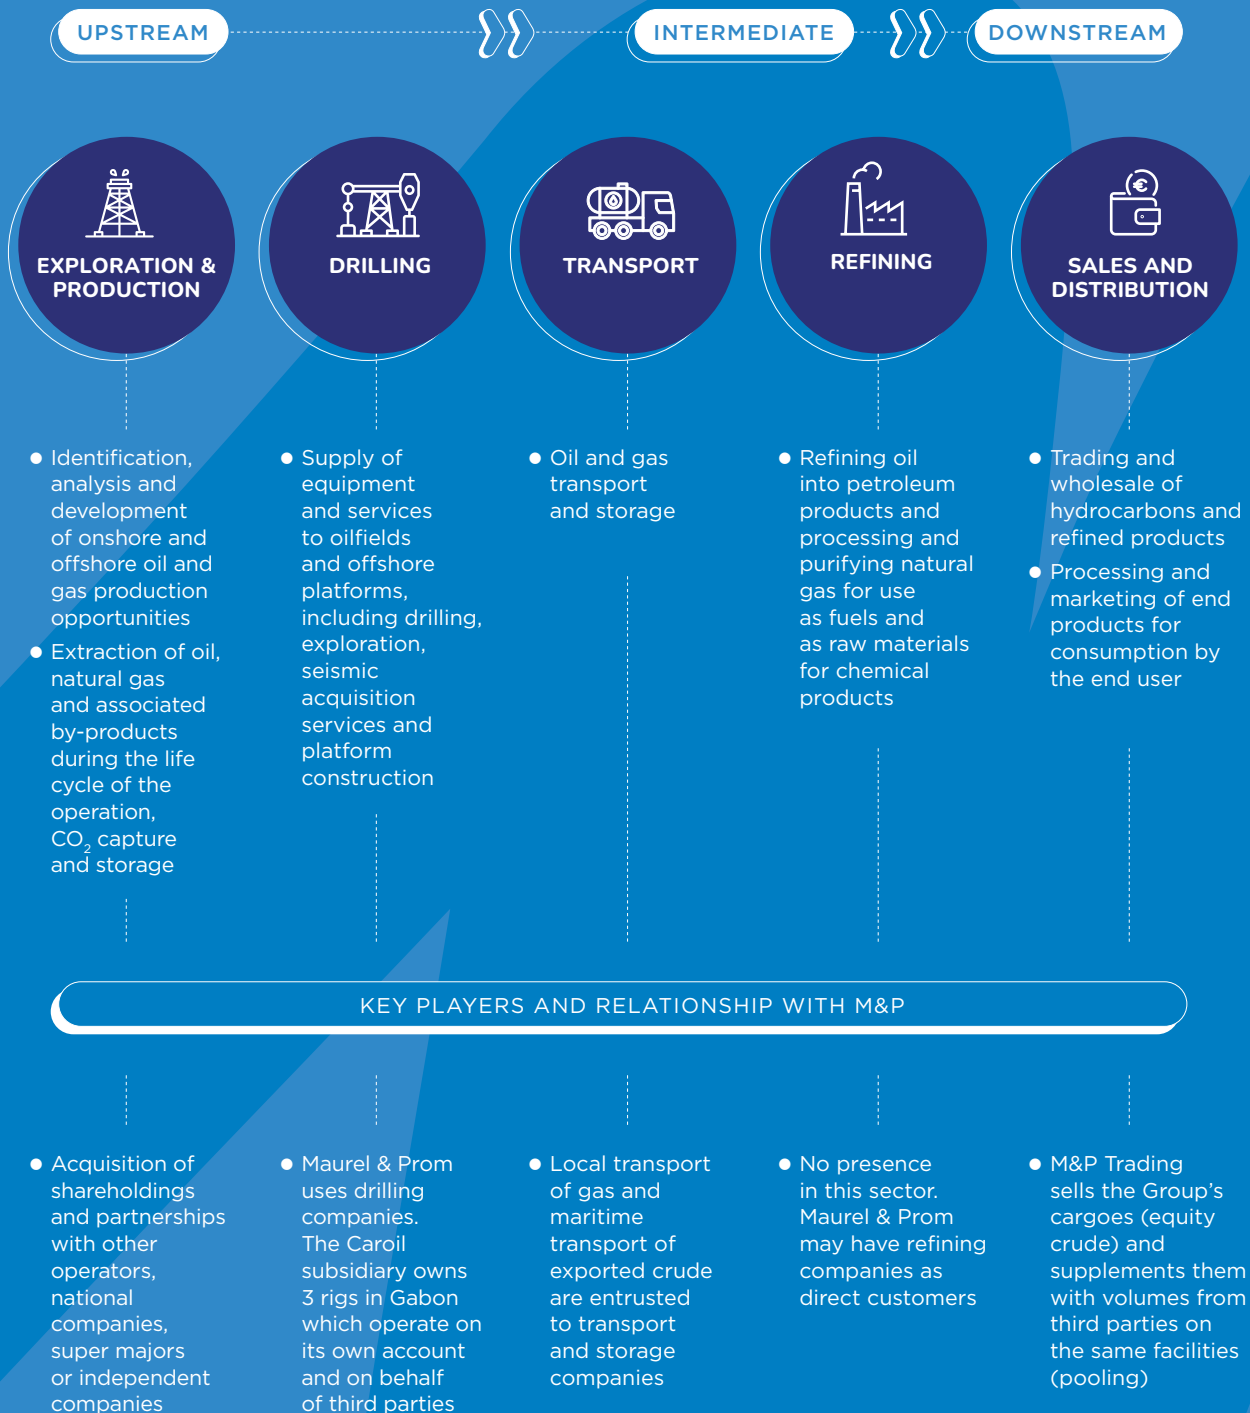 UPSTREAM
INTERMEDIATE
DOWNSTREAM
EXPLORATION &
PRODUCTION
DRILLING
TRANSPORT
REFINING
SALES AND
DISTRIBUTION
● Identification,
analysis and
development
of onshore and
offshore oil and
gas production
opportunities
● Extraction of oil,
natural gas
and associated
by-products
during the life
cycle of the
operation,
CO₂ capture
and storage
● Supply of
equipment
and services
to oilfields
and offshore
platforms,
including drilling,
exploration,
seismic
acquisition
services and
platform
construction
● Oil and gas
transport
and storage
● Refining oil
into petroleum
products and
processing and
purifying natural
gas for use
as fuels and
as raw materials
for chemical
products
● Trading and
wholesale of
hydrocarbons and
refined products
● Processing and
marketing of end
products for
consumption by
the end user
KEY PLAYERS AND RELATIONSHIP WITH M&P
● Acquisition of
shareholdings
and partnerships
with other
operators,
national
companies,
super majors
or independent
companies
● Maurel & Prom
uses drilling
companies.
The Caroil
subsidiary owns
3 rigs in Gabon
which operate on
its own account
and on behalf
of third parties
● Local transport
of gas and
maritime
transport of
exported crude
are entrusted
to transport
and storage
companies
● No presence
in this sector.
Maurel & Prom
may have refining
companies as
direct customers
● M&P Trading
sells the Group’s
cargoes (equity
crude) and
supplements them
with volumes from
third parties on
the same facilities
(pooling)